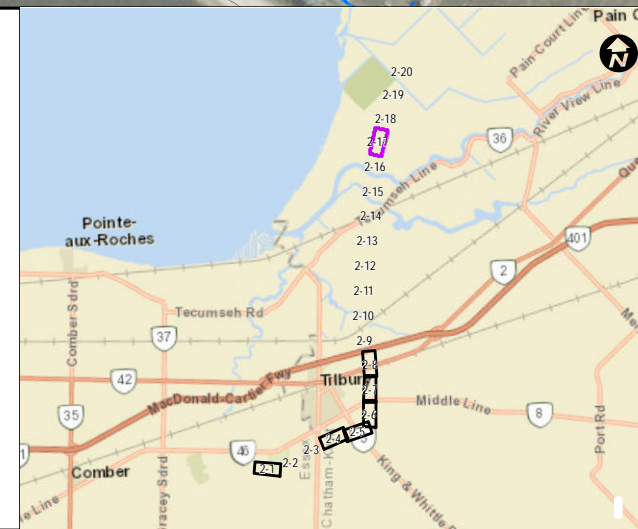 Pain C
Pain Court Line
N
2-20
2-19
2-18
River View Line
36
2-17
2-16
Tecumseh Line
2-15
2-14
Pointe-
aux-Roches
2-13
401
2-12
2
2-11
2-10
Tecumseh Rd
Comber Sdrd
37
2-9
2-8
Tilbury
42
2-7
MacDonald-Cartier Fwy
Middle Line
8
35
2-6
Port Rd
2-5
2-4
46
2-3
2-2
2-1
Comber
King & Whittle